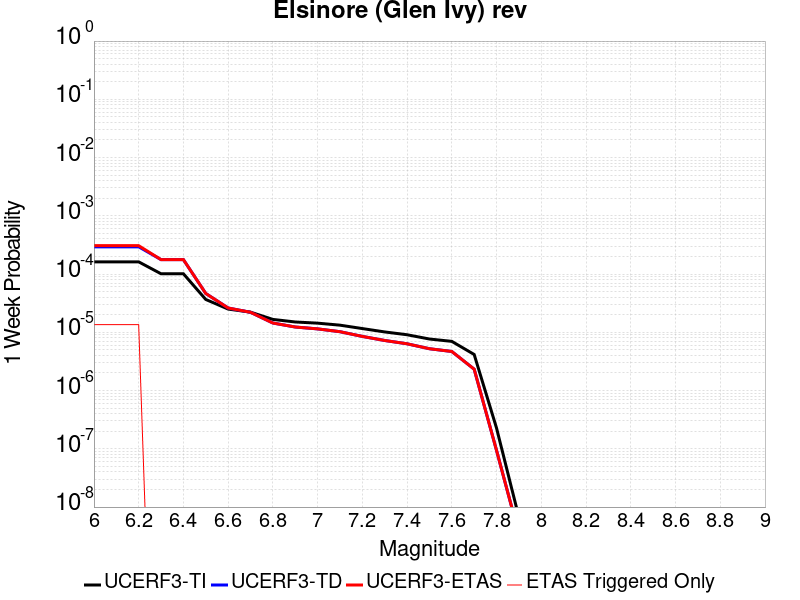 Elsinore (Glen Ivy) rev
10^0
10^-1
10^-2
10^-3
10^-4
10^-5
10^-6
10^-7
10^-8
1 Week Probability
6 6.2 6.4 6.6 6.8 7 7.2 7.4 7.6 7.8 8 8.2 8.4 8.6 8.8 9
Magnitude
UCERF3-TI UCERF3-TD UCERF3-ETAS ETAS Triggered Only